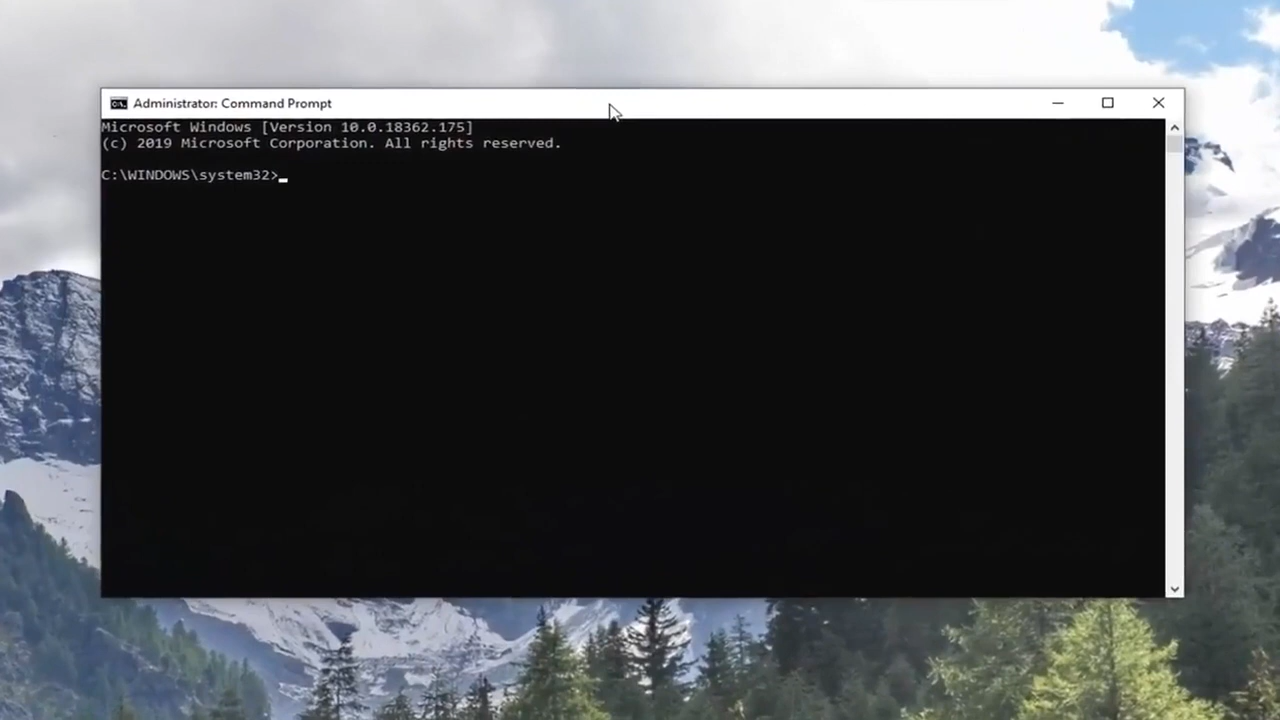 Administrator: Command Prompt
Microsoft Windows [Version 10.0.18362.175]
(c) 2019 Microsoft Corporation. All rights reserved.
C:\WINDOWS\system32>